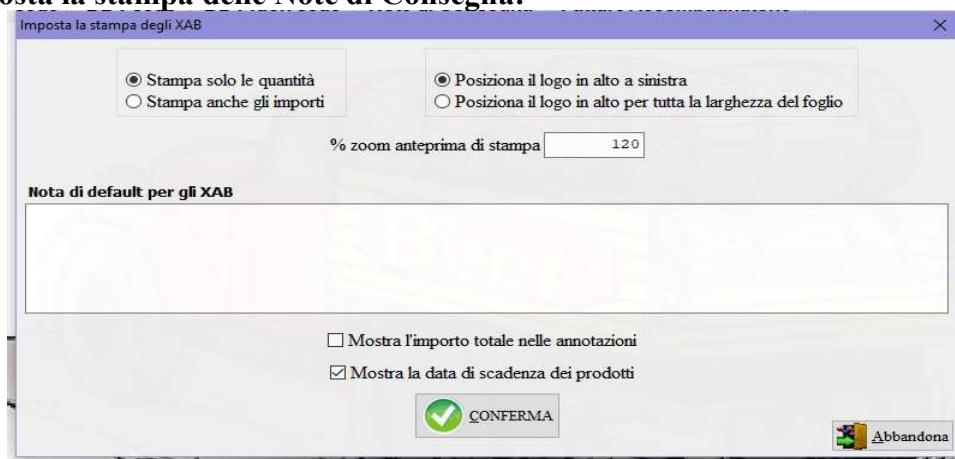 osta la stampa delle Note di Consegna:
Imposta la stampa degli XAB
Stampa solo le quantità
Stampa anche gli importi
Posiziona il logo in alto a sinistra
Posiziona il logo in alto per tutta la larghezza del foglio
% zoom anteprima di stampa 120
Nota di default per gli XAB
Mostra l'importo totale nelle annotazioni
Mostra la data di scadenza dei prodotti
CONFERMA
Abbandona